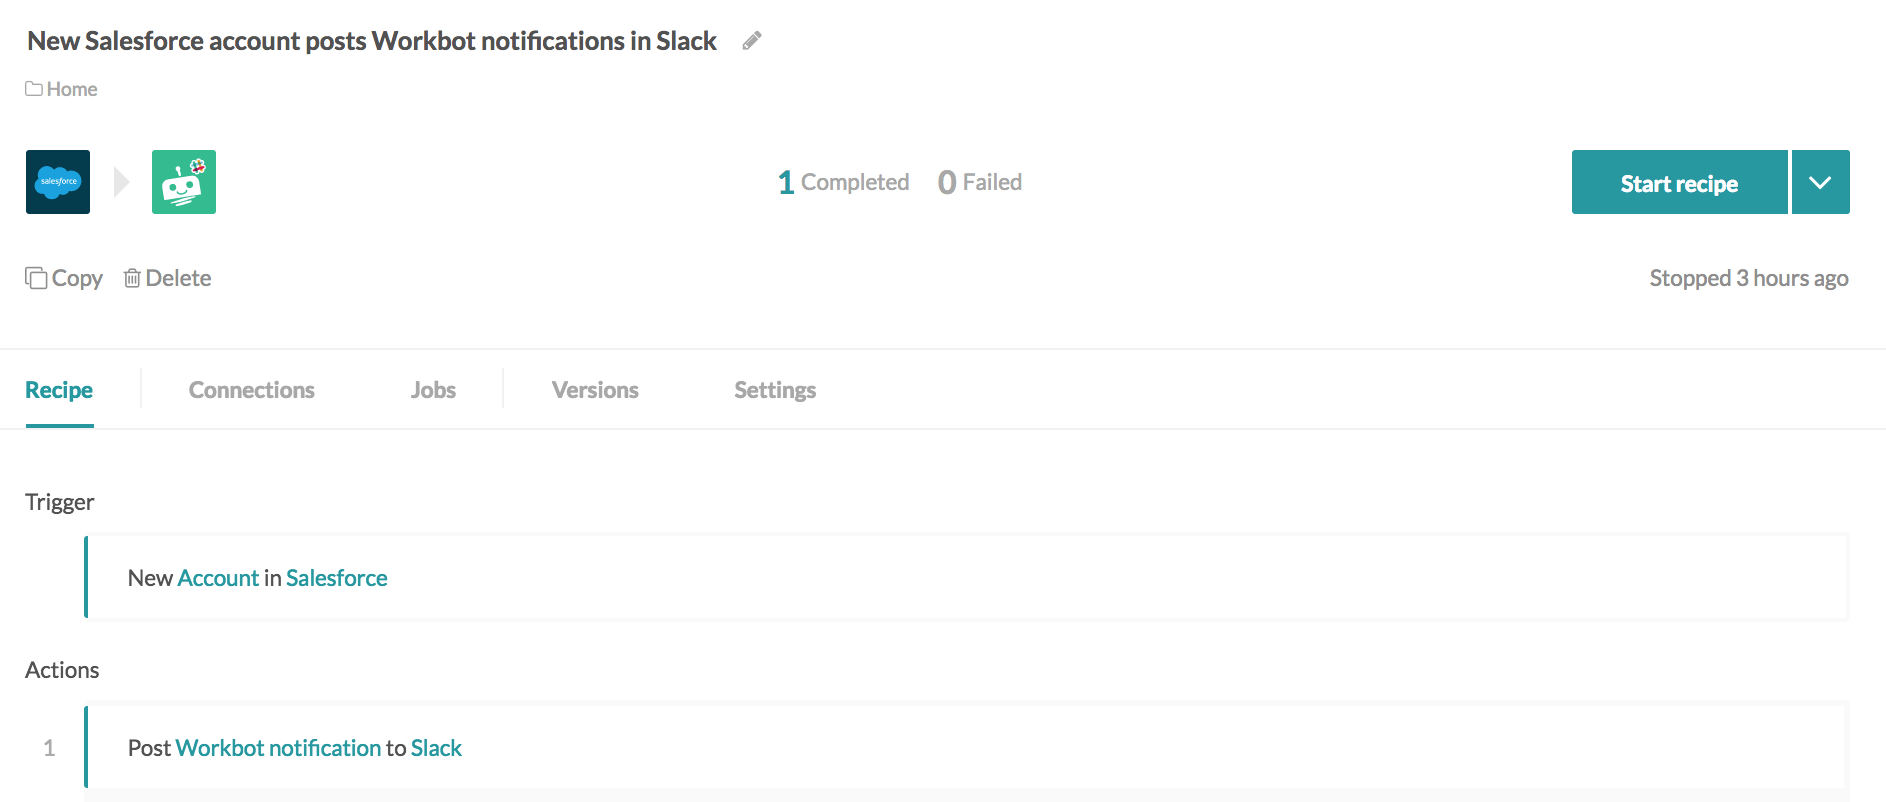 New Salesforce account posts Workbot notifications in Slack
Home
salesforce
1 Completed 0 Failed
Start recipe
Copy Delete
Stopped 3 hours ago
Recipe Connections Jobs Versions Settings
Trigger
New Account in Salesforce
Actions
1 Post Workbot notification to Slack